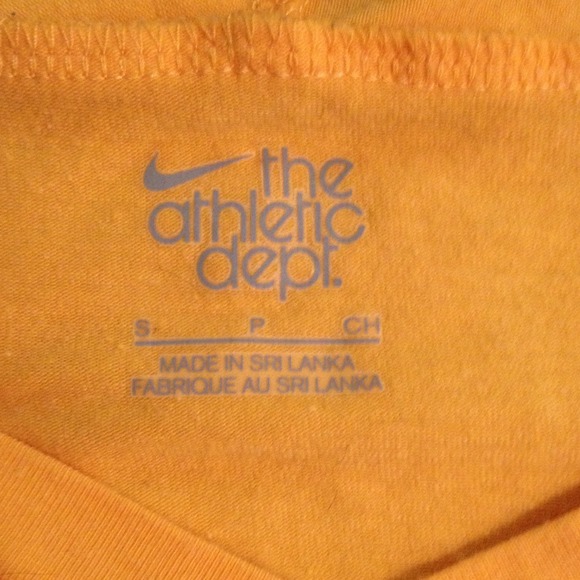 the
athletic
dept.
S P CH
MADE IN SRI LANKA
FABRIQUE AU SRI LANKA